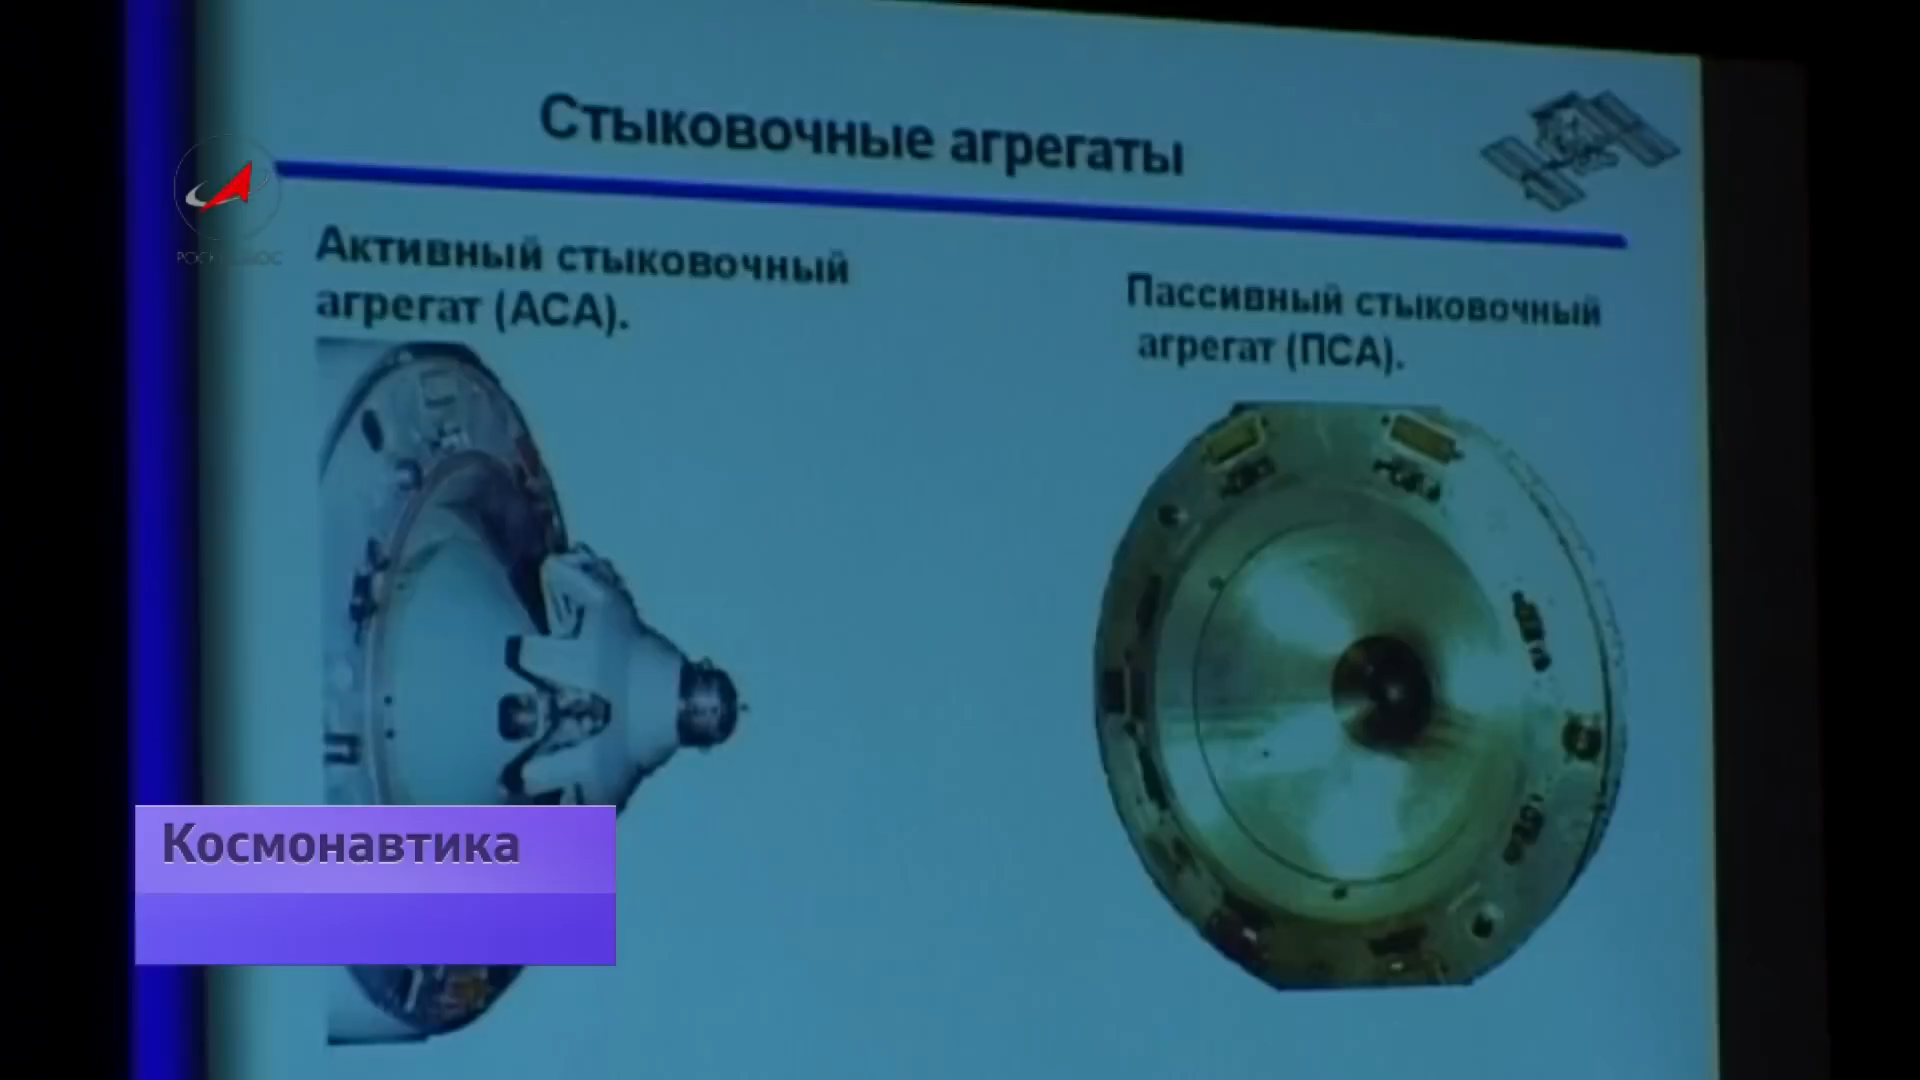 Стыковочные агрегаты
Активный стыковочный
агрегат (АСА).
Пассивный стыковочный
агрегат (ПСА).
Космонавтика